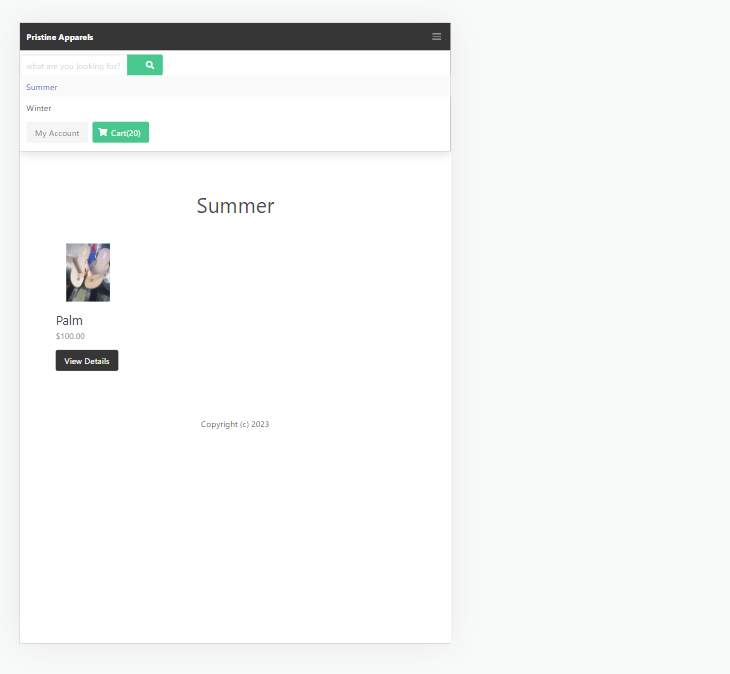 Pristine Apparels
what are you looking for?
Summer
Winter
My Account Cart(20)
Summer
Palm
$100.00
View Details
Copyright (c) 2023